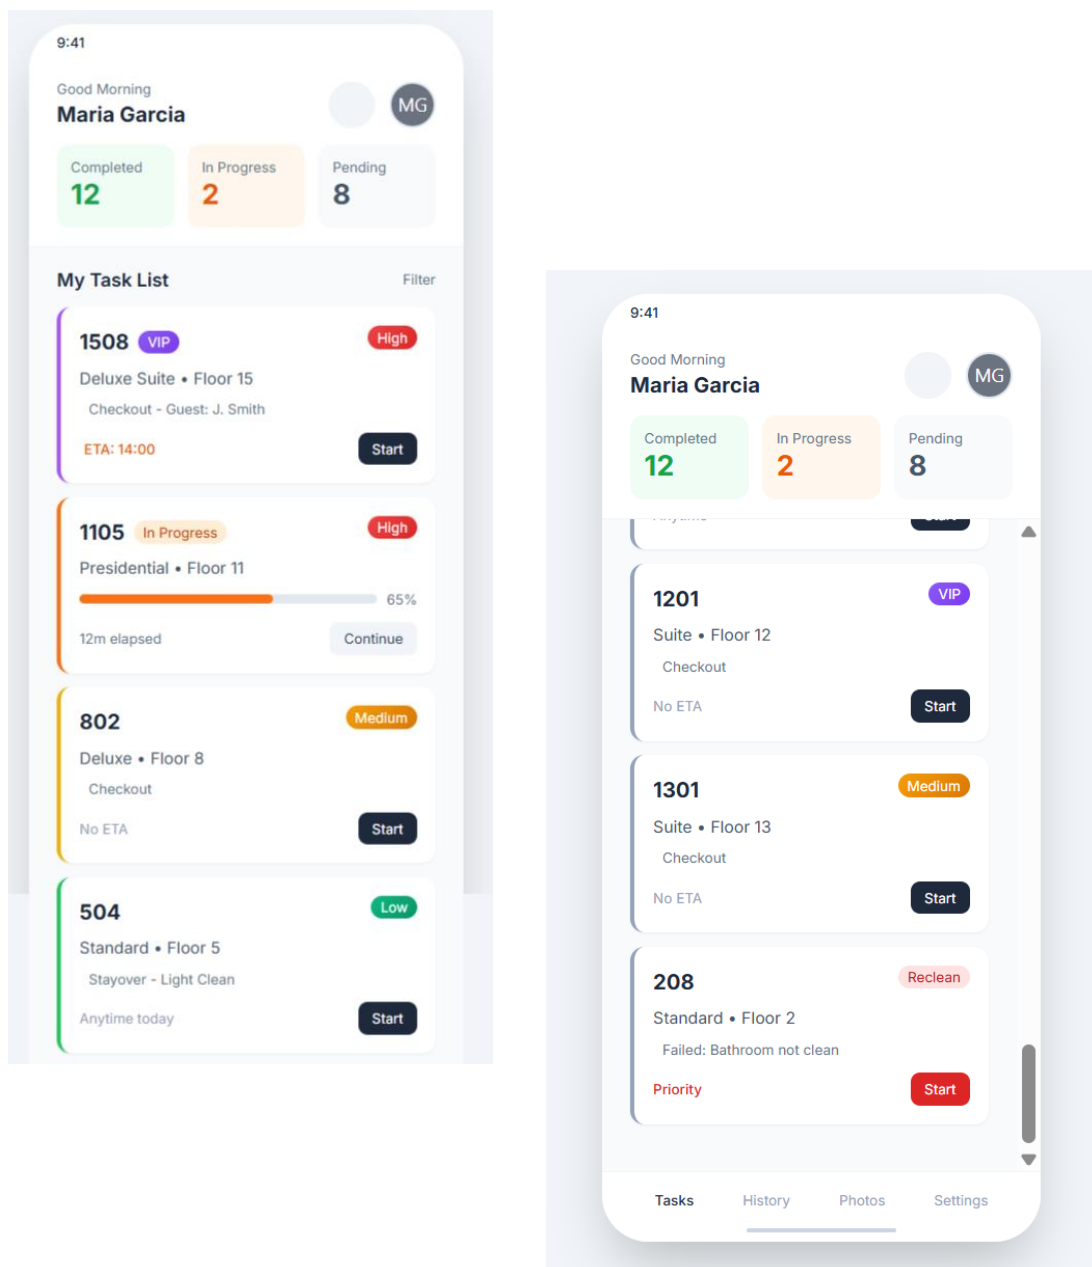 9:41
Good Morning
Maria Garcia
MG
Completed
12
In Progress
2
Pending
8
My Task List
Filter
1508 VIP High
Deluxe Suite • Floor 15
Checkout - Guest: J. Smith
ETA: 14:00 Start
1105 In Progress High
Presidential • Floor 11
65%
12m elapsed Continue
802 Medium
Deluxe • Floor 8
Checkout
No ETA Start
504 Low
Standard • Floor 5
Stayover - Light Clean
Anytime today Start
9:41
Good Morning
Maria Garcia
MG
Completed
12
In Progress
2
Pending
8
1201 VIP
Suite • Floor 12
Checkout
No ETA Start
1301 Medium
Suite • Floor 13
Checkout
No ETA Start
208 Reclean
Standard • Floor 2
Failed: Bathroom not clean
Priority Start
Tasks History Photos Settings